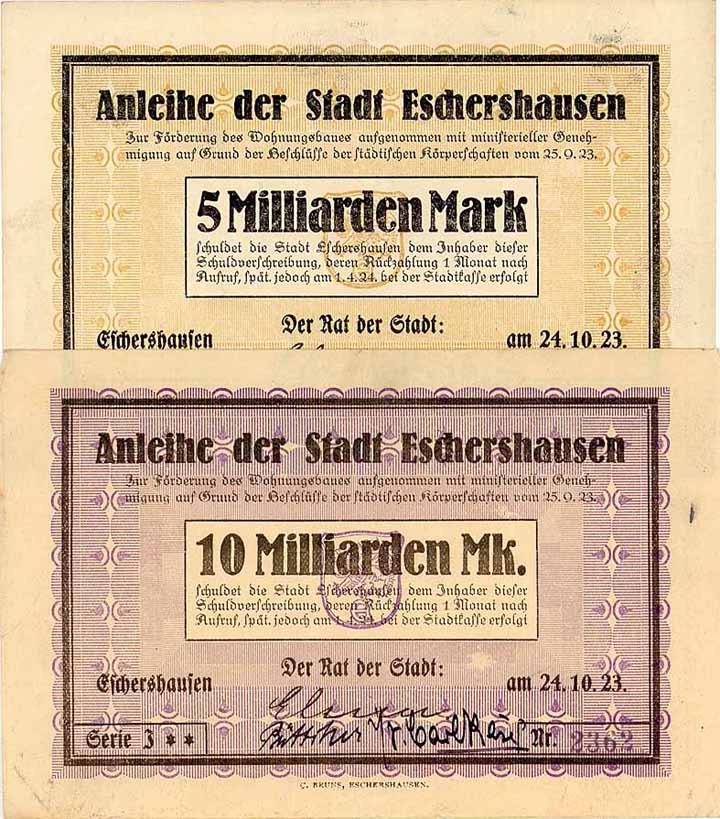 Anleihe der Stadt Eschershausen
Zur Förderung des Wohnungsbaues aufgenommen mit ministerieller Geneh-
migung auf Grund der Beschlüsse der städtischen Körperschaften vom 25.9.23.
5 Milliarden Mark
schuldet die Stadt Eschershausen dem Inhaber dieser
Schuldverschreibung, deren Rückzahlung 1 Monat nach
Aufruf, spät. jedoch am 1.4.24. bei der Stadtkasse erfolgt
Der Rat der Stadt:
Eschershausen am 24.10.23.
Anleihe der Stadt Eschershausen
Zur Förderung des Wohnungsbaues aufgenommen mit ministerieller Geneh-
migung auf Grund der Beschlüsse der städtischen Körperschaften vom 25.9.23.
10 Milliarden Mk.
schuldet die Stadt Eschershausen dem Inhaber dieser
Schuldverschreibung, deren Rückzahlung 1 Monat nach
Aufruf, spät. jedoch am 1.4.24. bei der Stadtkasse erfolgt
Der Rat der Stadt:
Eschershausen am 24.10.23.
Serie J ** Nr. 2362
C. BRUNS, ESCHERSHAUSEN.